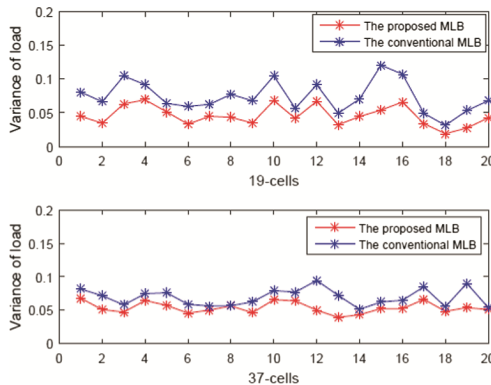 0.2
The proposed MLB
The conventional MLB
0.15
0.1
0.05
0
Variance of load
0 2 4 6 8 10 12 14 16 18 20
19-cells
0.2
The proposed MLB
The conventional MLB
0.15
0.1
0.05
0
Variance of load
0 2 4 6 8 10 12 14 16 18 20
37-cells